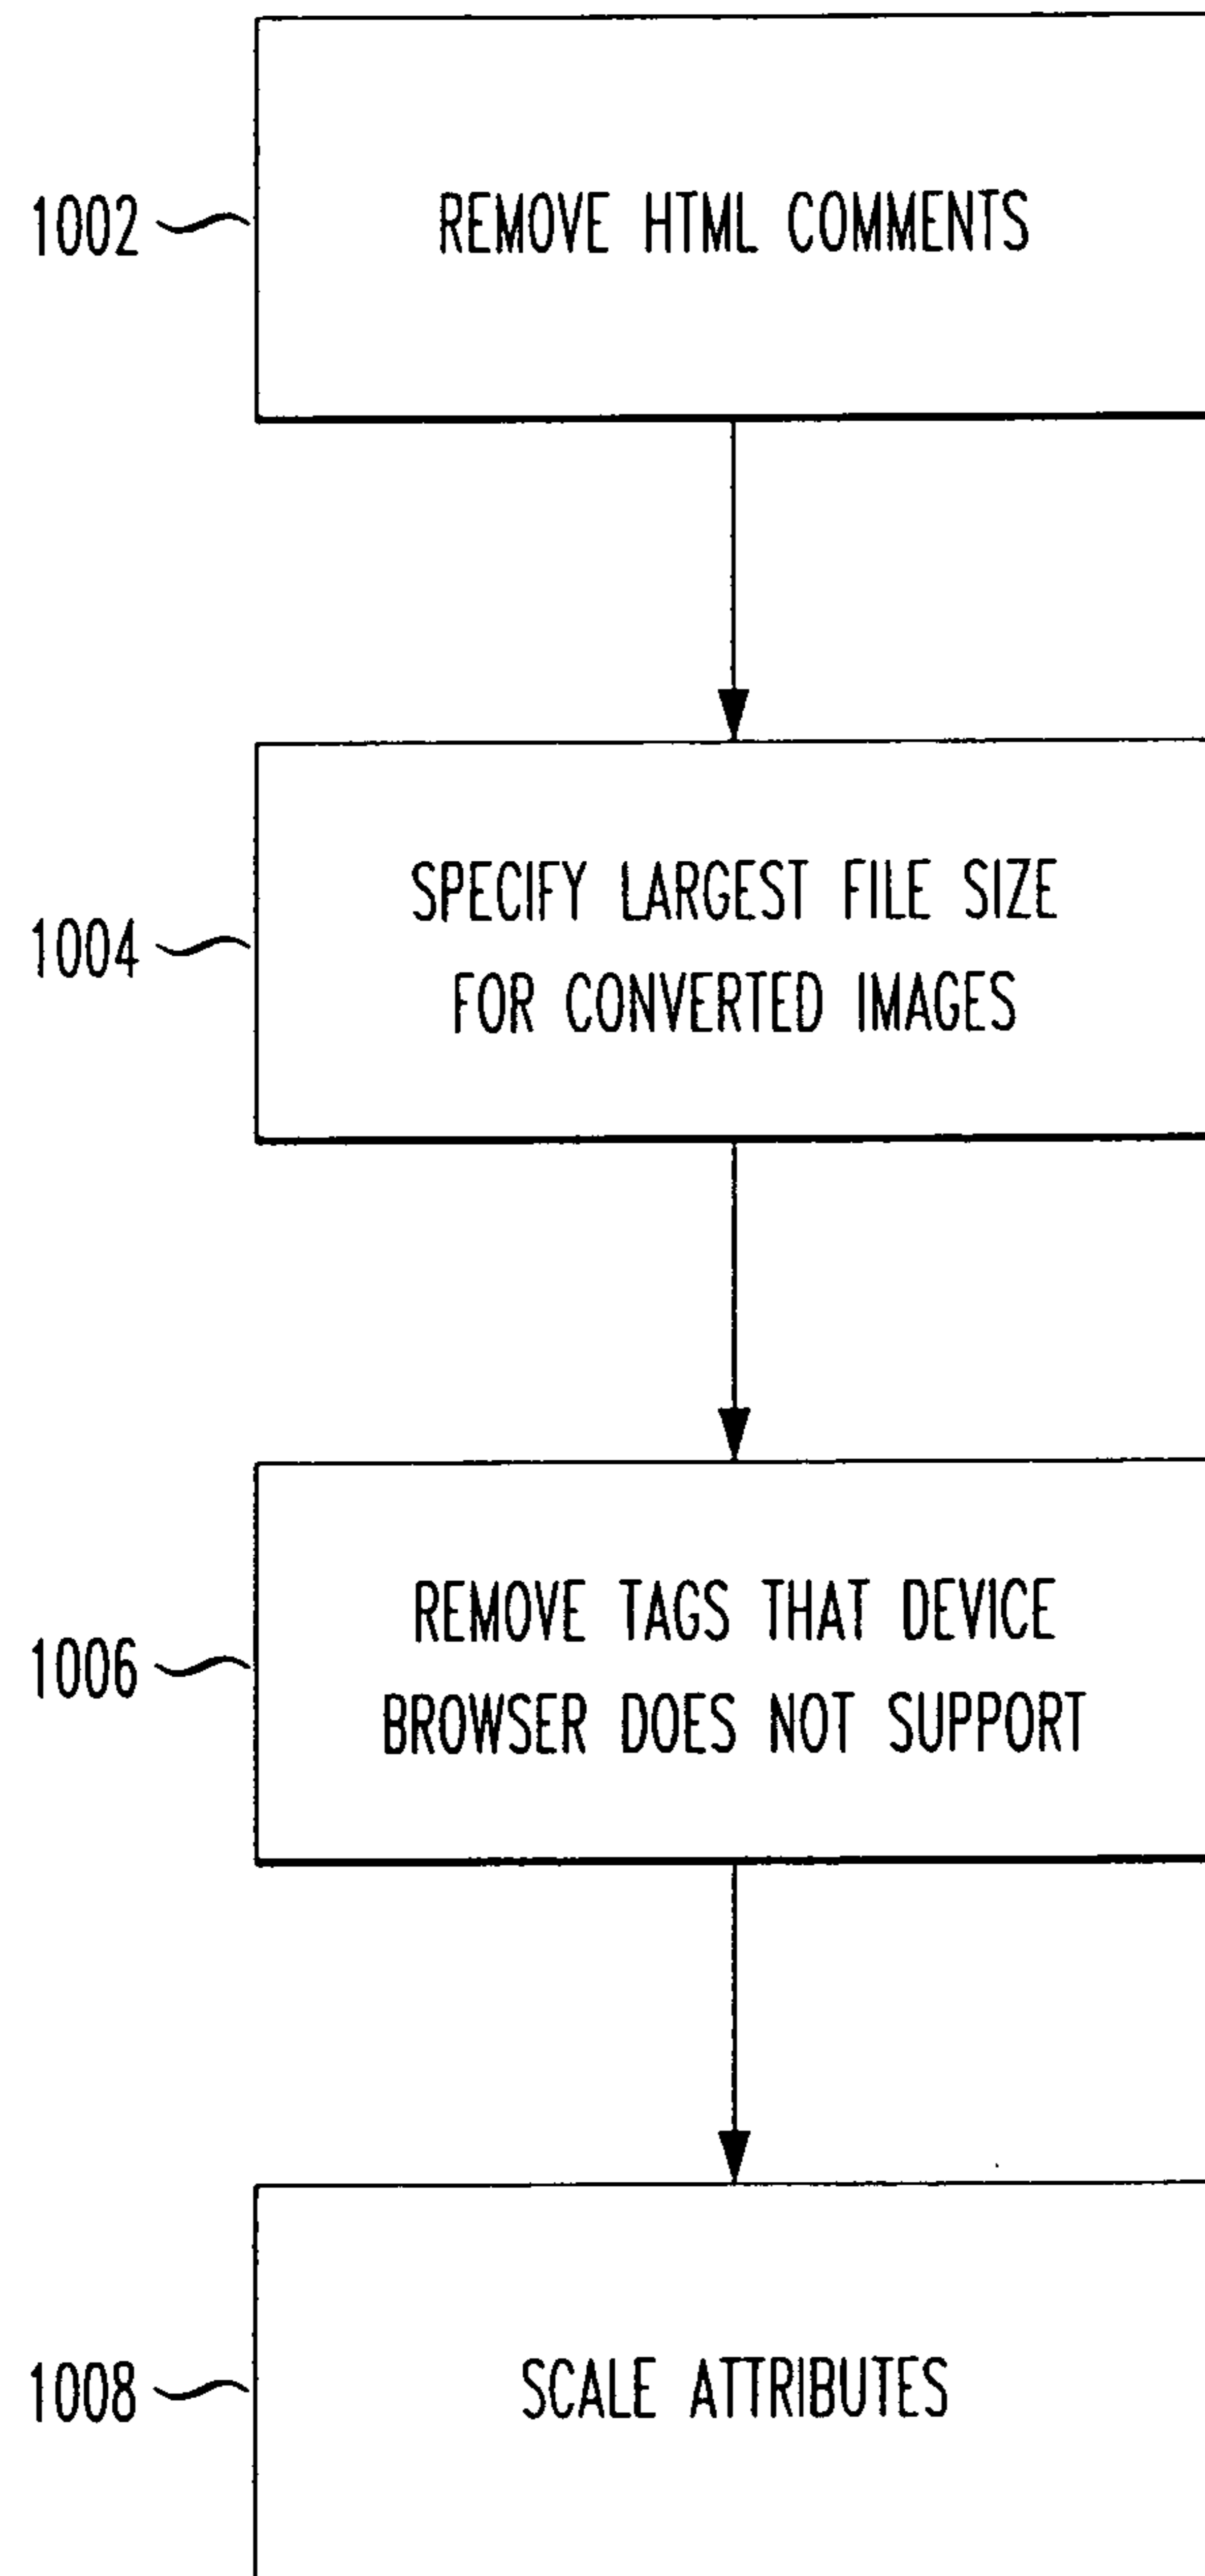 1002
REMOVE HTML COMMENTS
1004
SPECIFY LARGEST FILE SIZE
FOR CONVERTED IMAGES
1006
REMOVE TAGS THAT DEVICE
BROWSER DOES NOT SUPPORT
1008
SCALE ATTRIBUTES